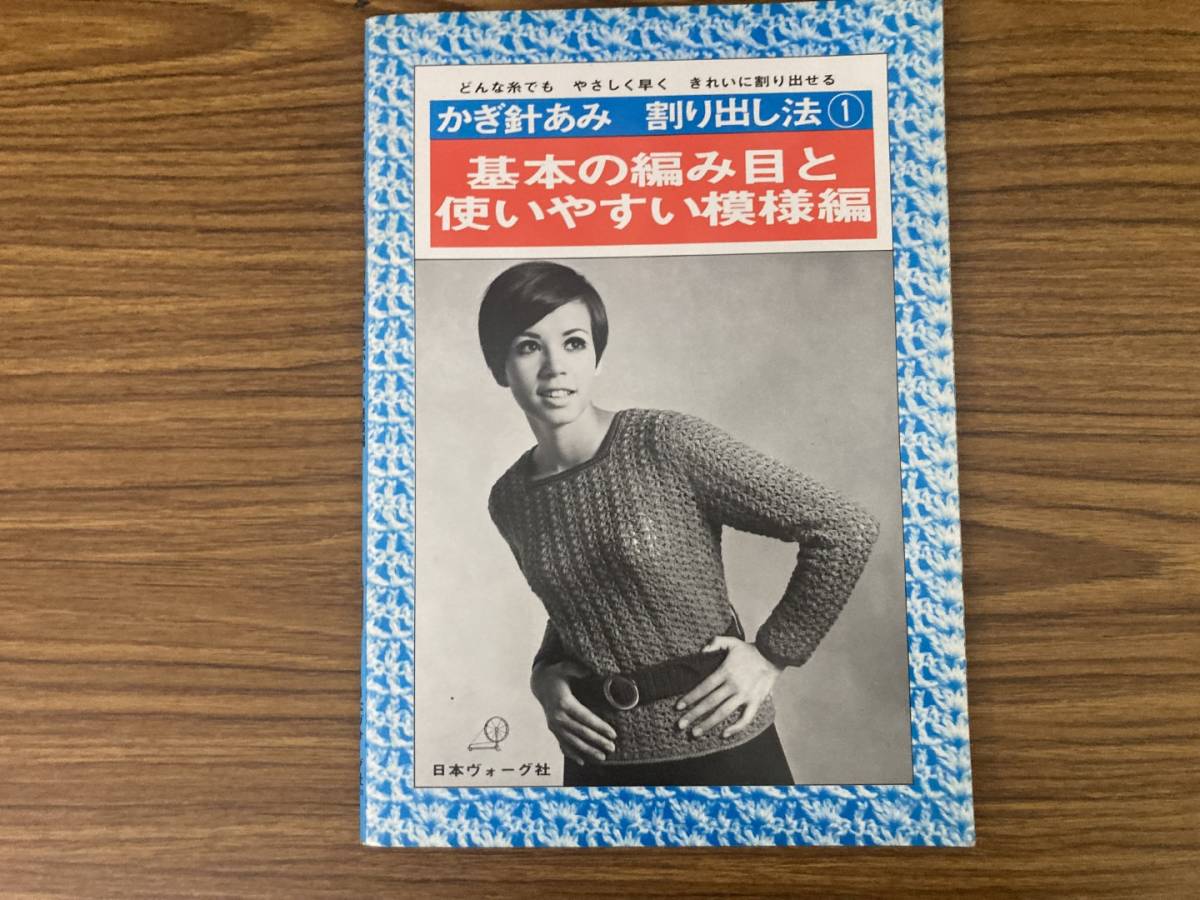 どんな糸でも やさしく早く きれいに割り出せる
かぎ針あみ 割り出し法①
基本の編み目と
使いやすい模様編
日本ヴォーグ社